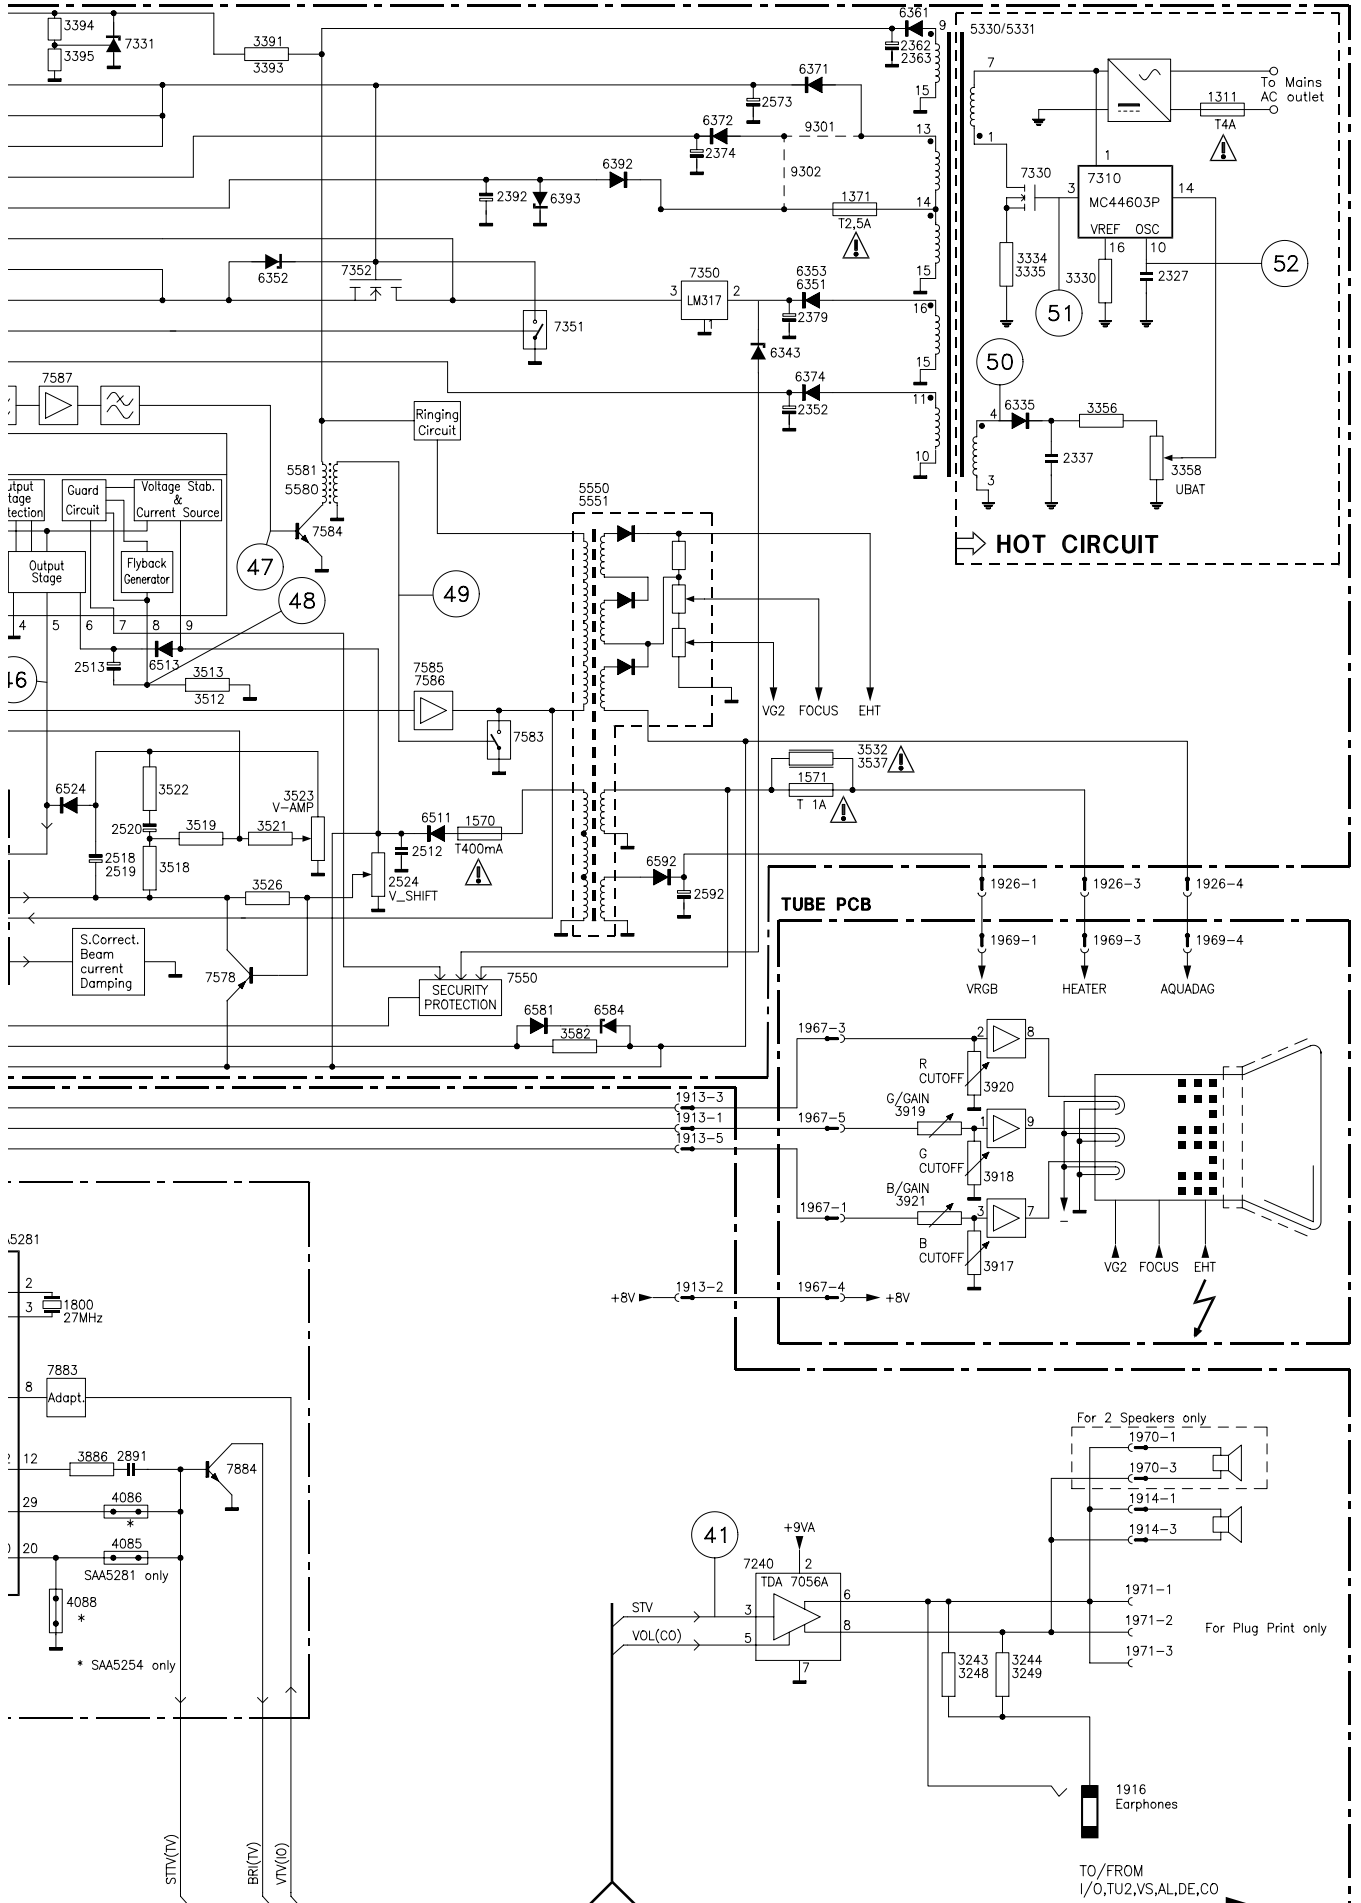 3394
3395
7331
3391
3393
6361
9
2362
2363
15
5330/5331
7
1
To Mains
AC outlet
1311
T4A
6371
2573
6372
2374
9301
9302
13
6392
2392
6393
1371
T2,5A
14
15
1
7330
7310
3
MC44603P
14
VREF OSC
16
10
3334
3335
3330
2327
52
51
6352
7352
7351
7350
3
LM317
2
1
6353
6351
2379
16
15
6343
50
6374
2352
11
10
4
6335
3356
2337
3358
UBAT
3
HOT CIRCUIT
7587
Ringing
Circuit
5581
5580
7584
47
Guard
Circuit
Voltage Stab.
&
Current Source
Output
Stage
Flyback
Generator
48
49
5550
5551
4
5
6
7
8
9
2513
6513
3513
3512
46
7585
7586
7583
VG2
FOCUS
EHT
3532
3537
1571
T 1A
6524
3522
2520
3519
3521
3523
V-AMP
2518
2519
3518
3526
2524
V_SHIFT
2512
6511
1570
T400mA
6592
2592
1926-1
1926-3
1926-4
TUBE PCB
1969-1
1969-3
1969-4
VRGB
HEATER
AQUADAG
S.Correct.
Beam
current
Damping
7578
SECURITY
PROTECTION
7550
6581
6584
3582
1967-3
2
8
R
CUTOFF
3920
G/GAIN
3919
1913-3
1913-1
1913-5
1967-5
1
9
G
CUTOFF
3918
B/GAIN
3921
1967-1
3
7
B
CUTOFF
3917
VG2
FOCUS
EHT
+8V
1913-2
1967-4
+8V
5281
2
3
1800
27MHz
8
7883
Adapt.
12
3886
2891
7884
29
4086
*
20
4085
SAA5281 only
4088
*
* SAA5254 only
STTV(TV)
BRI(TV)
VTV(IO)
For 2 Speakers only
1970-1
1970-3
1914-1
1914-3
41
+9VA
7240
2
TDA 7056A
STV
3
VOL(CO)
5
6
8
7
1971-1
1971-2
1971-3
For Plug Print only
3243
3248
3244
3249
1916
Earphones
TO/FROM
I/O,TU2,VS,AL,DE,CO